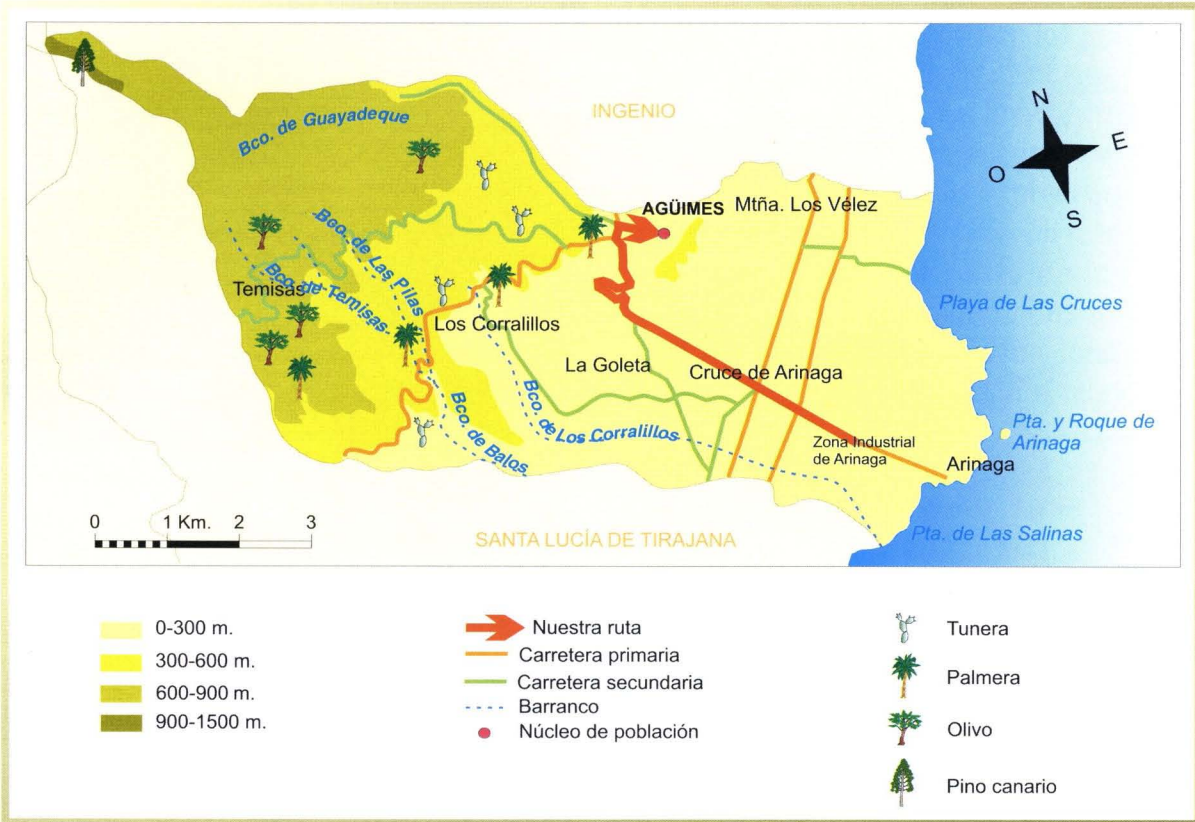 INGENIO
N
E
O
S
Bco. de Guayadeque
AGÜIMES
Mtña. Los Vélez
Bco. de Las Pilas
Bco. de Temisas
Temisas
Playa de Las Cruces
Los Corralillos
La Goleta
Cruce de Arinaga
Bco. de Los Corralillos
Pta. y Roque de
Arinaga
Zona Industrial
de Arinaga
Arinaga
Bco. de Balos
0 1 Km. 2 3
SANTA LUCÍA DE TIRAJANA
Pta. de Las Salinas
0-300 m.
300-600 m.
600-900 m.
900-1500 m.
Nuestra ruta
Carretera primaria
Carretera secundaria
Barranco
Núcleo de población
Tunera
Palmera
Olivo
Pino canario